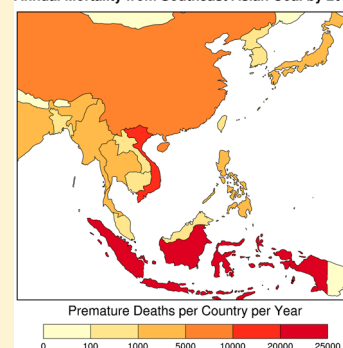 Annual Mortality from Southeast Asian Coal by
Premature Deaths per Country per Year
0 100 1000 5000 10000 20000 25000